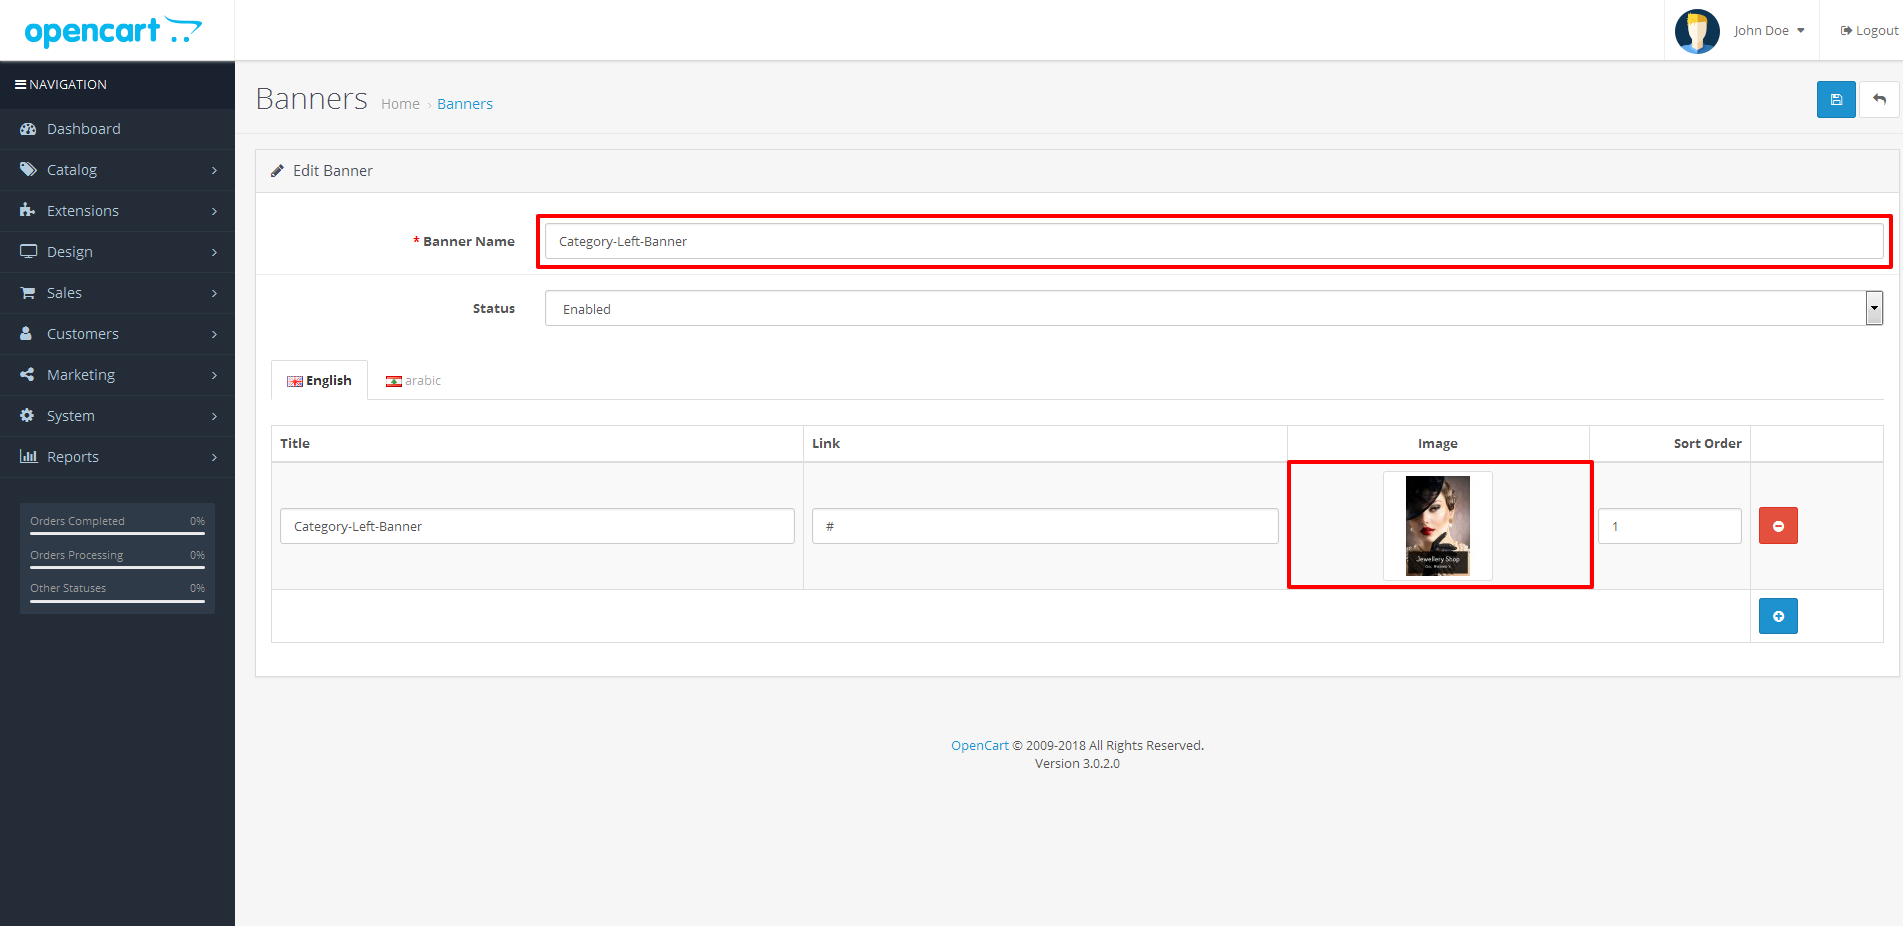 opencart
John Doe
Logout
NAVIGATION
Dashboard
Catalog
Extensions
Design
Sales
Customers
Marketing
System
Reports
Orders Completed 0%
Orders Processing 0%
Other Statuses 0%
Banners Home › Banners
Edit Banner
* Banner Name Category-Left-Banner
Status Enabled
English arabic
Title Link Image Sort Order
Category-Left-Banner # 1
Jewellery Shop
OpenCart © 2009-2018 All Rights Reserved.
Version 3.0.2.0